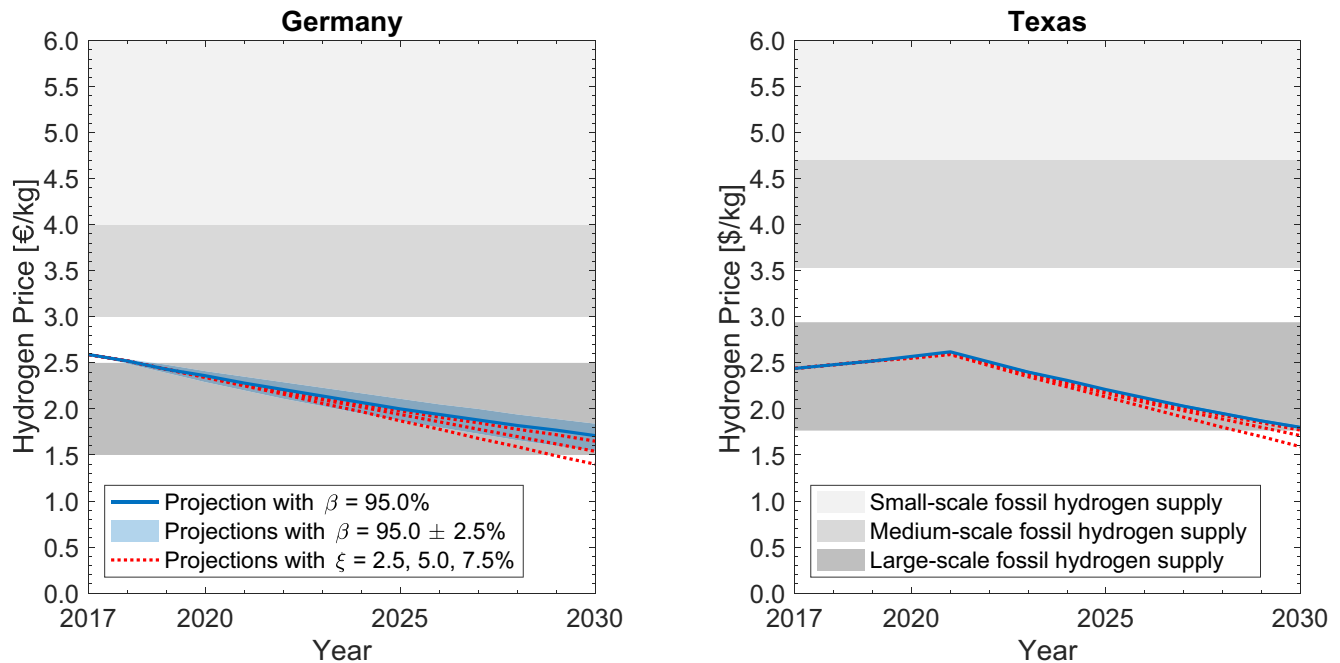 Germany
Hydrogen Price [€/kg]
6.0
5.5
5.0
4.5
4.0
3.5
3.0
2.5
2.0
1.5
1.0
0.5
0.0
Projection with β = 95.0%
Projections with β = 95.0 ± 2.5%
Projections with ξ = 2.5, 5.0, 7.5%
2017 2020 2025 2030
Year
Texas
Hydrogen Price [$/kg]
6.0
5.5
5.0
4.5
4.0
3.5
3.0
2.5
2.0
1.5
1.0
0.5
0.0
Small-scale fossil hydrogen supply
Medium-scale fossil hydrogen supply
Large-scale fossil hydrogen supply
2017 2020 2025 2030
Year